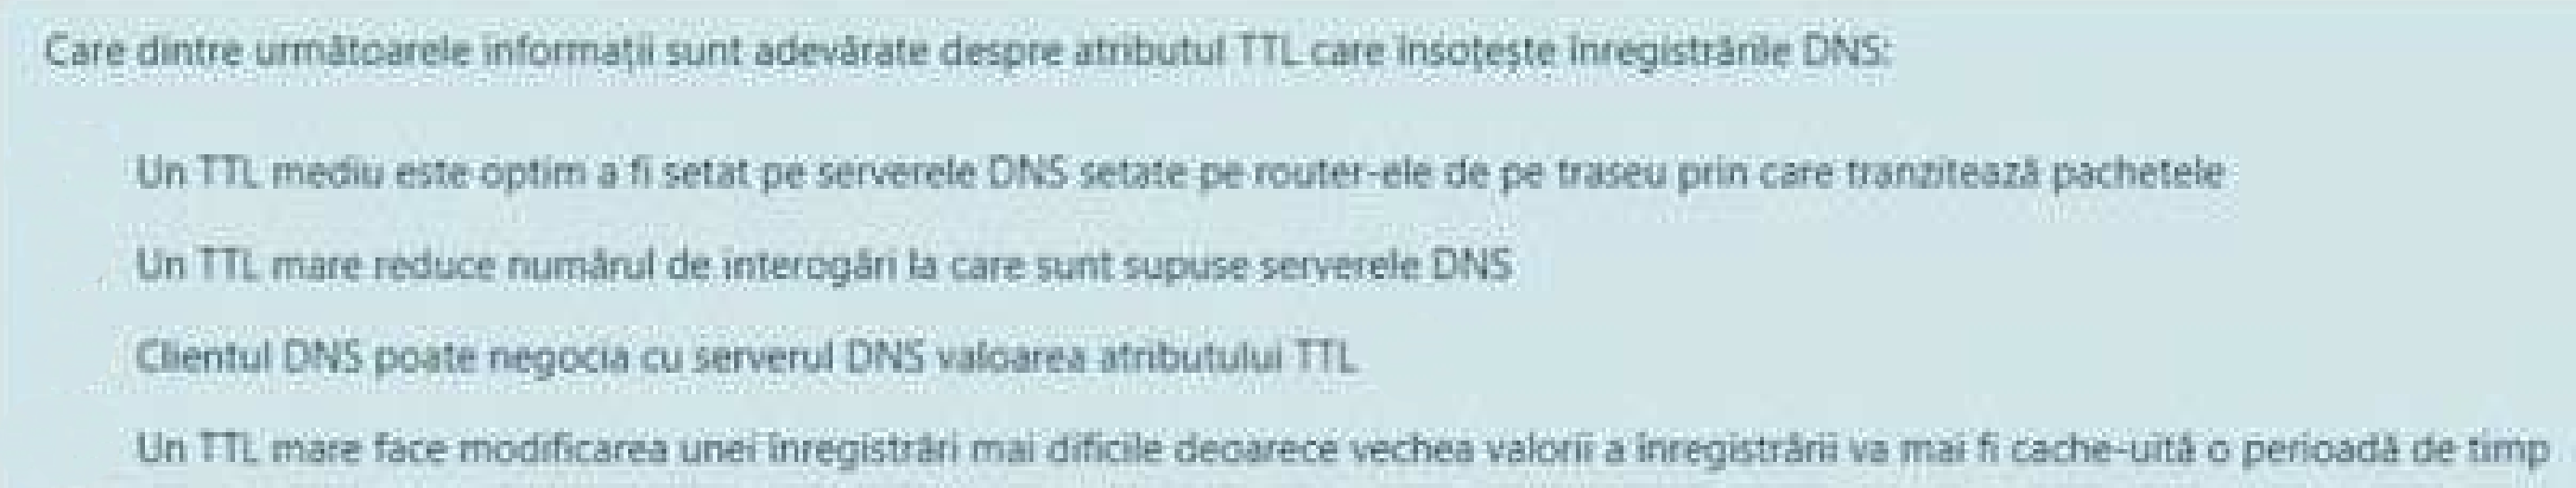 Care dintre următoarele informații sunt adevărate despre atributul TTL care însoțește înregistrările DNS:
Un TTL mediu este optim a fi setat pe serverele DNS setate pe router-ele de pe traseu prin care tranzitează pachetele
Un TTL mare reduce numărul de interogări la care sunt supuse serverele DNS
Clientul DNS poate negocia cu serverul DNS valoarea atributului TTL
Un TTL mare face modificarea unei înregistrări mai dificile deoarece vechea valorii a înregistrării va mai fi cache-uită o perioadă de timp